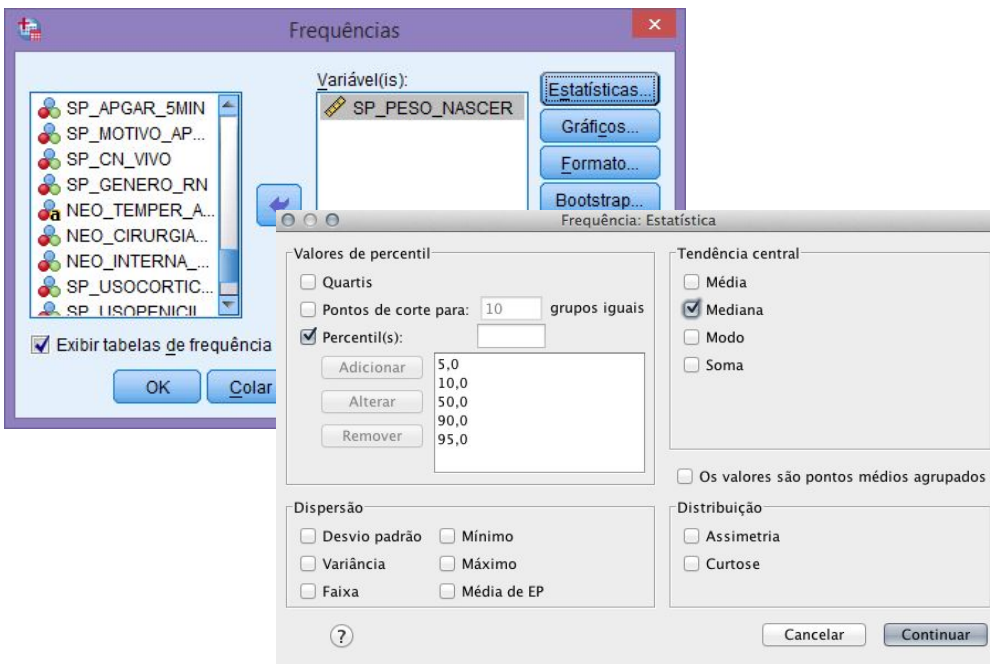 Frequências
Variável(is):
SP_APGAR_5MIN
SP_MOTIVO_AP...
SP_CN_VIVO
SP_GENERO_RN
NEO_TEMPER_A...
NEO_CIRURGIA...
NEO_INTERNA_...
SP_USOCORTIC...
SP_USOPENICIL
SP_PESO_NASCER
Estatísticas...
Gráficos...
Formato...
Bootstrap...
Exibir tabelas de frequência
OK
Colar
Frequência: Estatística
Valores de percentil
Quartis
Pontos de corte para: 10 grupos iguais
Percentil(s):
Adicionar
Alterar
Remover
5,0
10,0
50,0
90,0
95,0
Tendência central
Média
Mediana
Modo
Soma
Os valores são pontos médios agrupados
Dispersão
Desvio padrão Mínimo
Variância Máximo
Faixa Média de EP
Distribuição
Assimetria
Curtose
?
Cancelar
Continuar